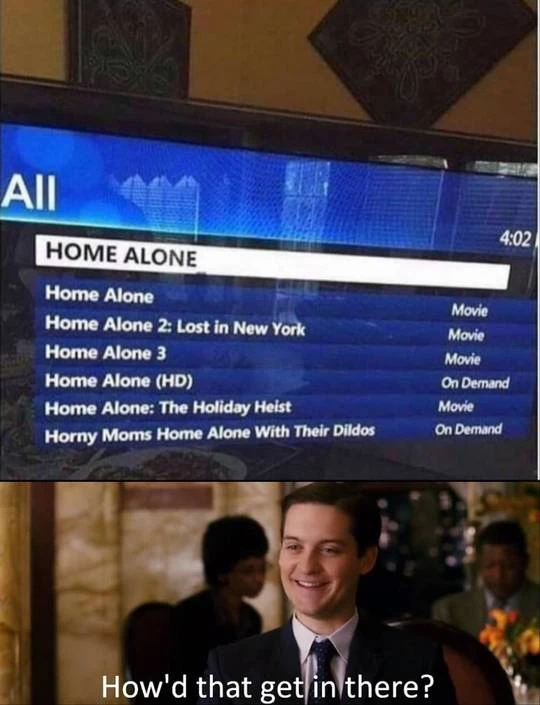 All
4:02
HOME ALONE
Home Alone Movie
Home Alone 2: Lost in New York Movie
Home Alone 3 Movie
Home Alone (HD) On Demand
Home Alone: The Holiday Heist Movie
Horny Moms Home Alone With Their Dildos On Demand
How'd that get in there?